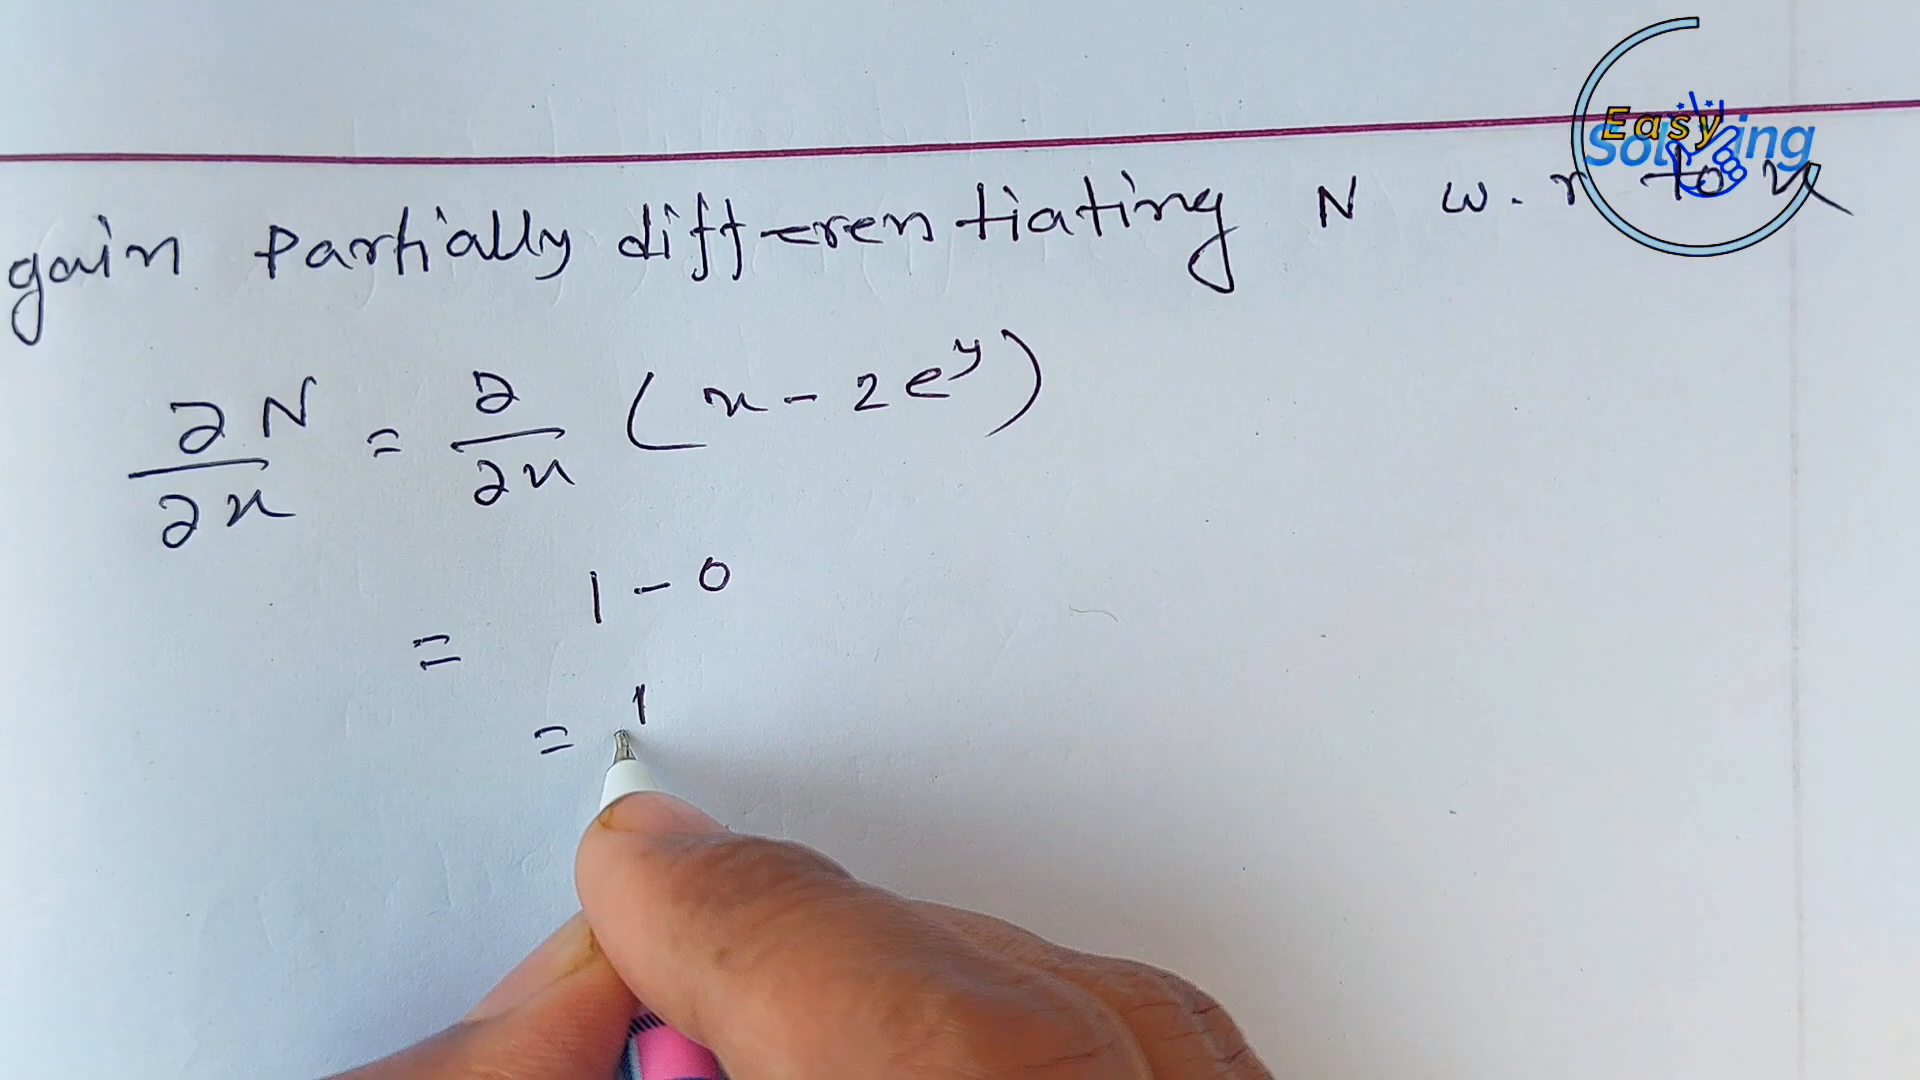 Easy
Solving
gain Partially differentiating N w.r to x
∂N/∂x = ∂/∂x (x - 2e^y)
= 1 - 0
= 1